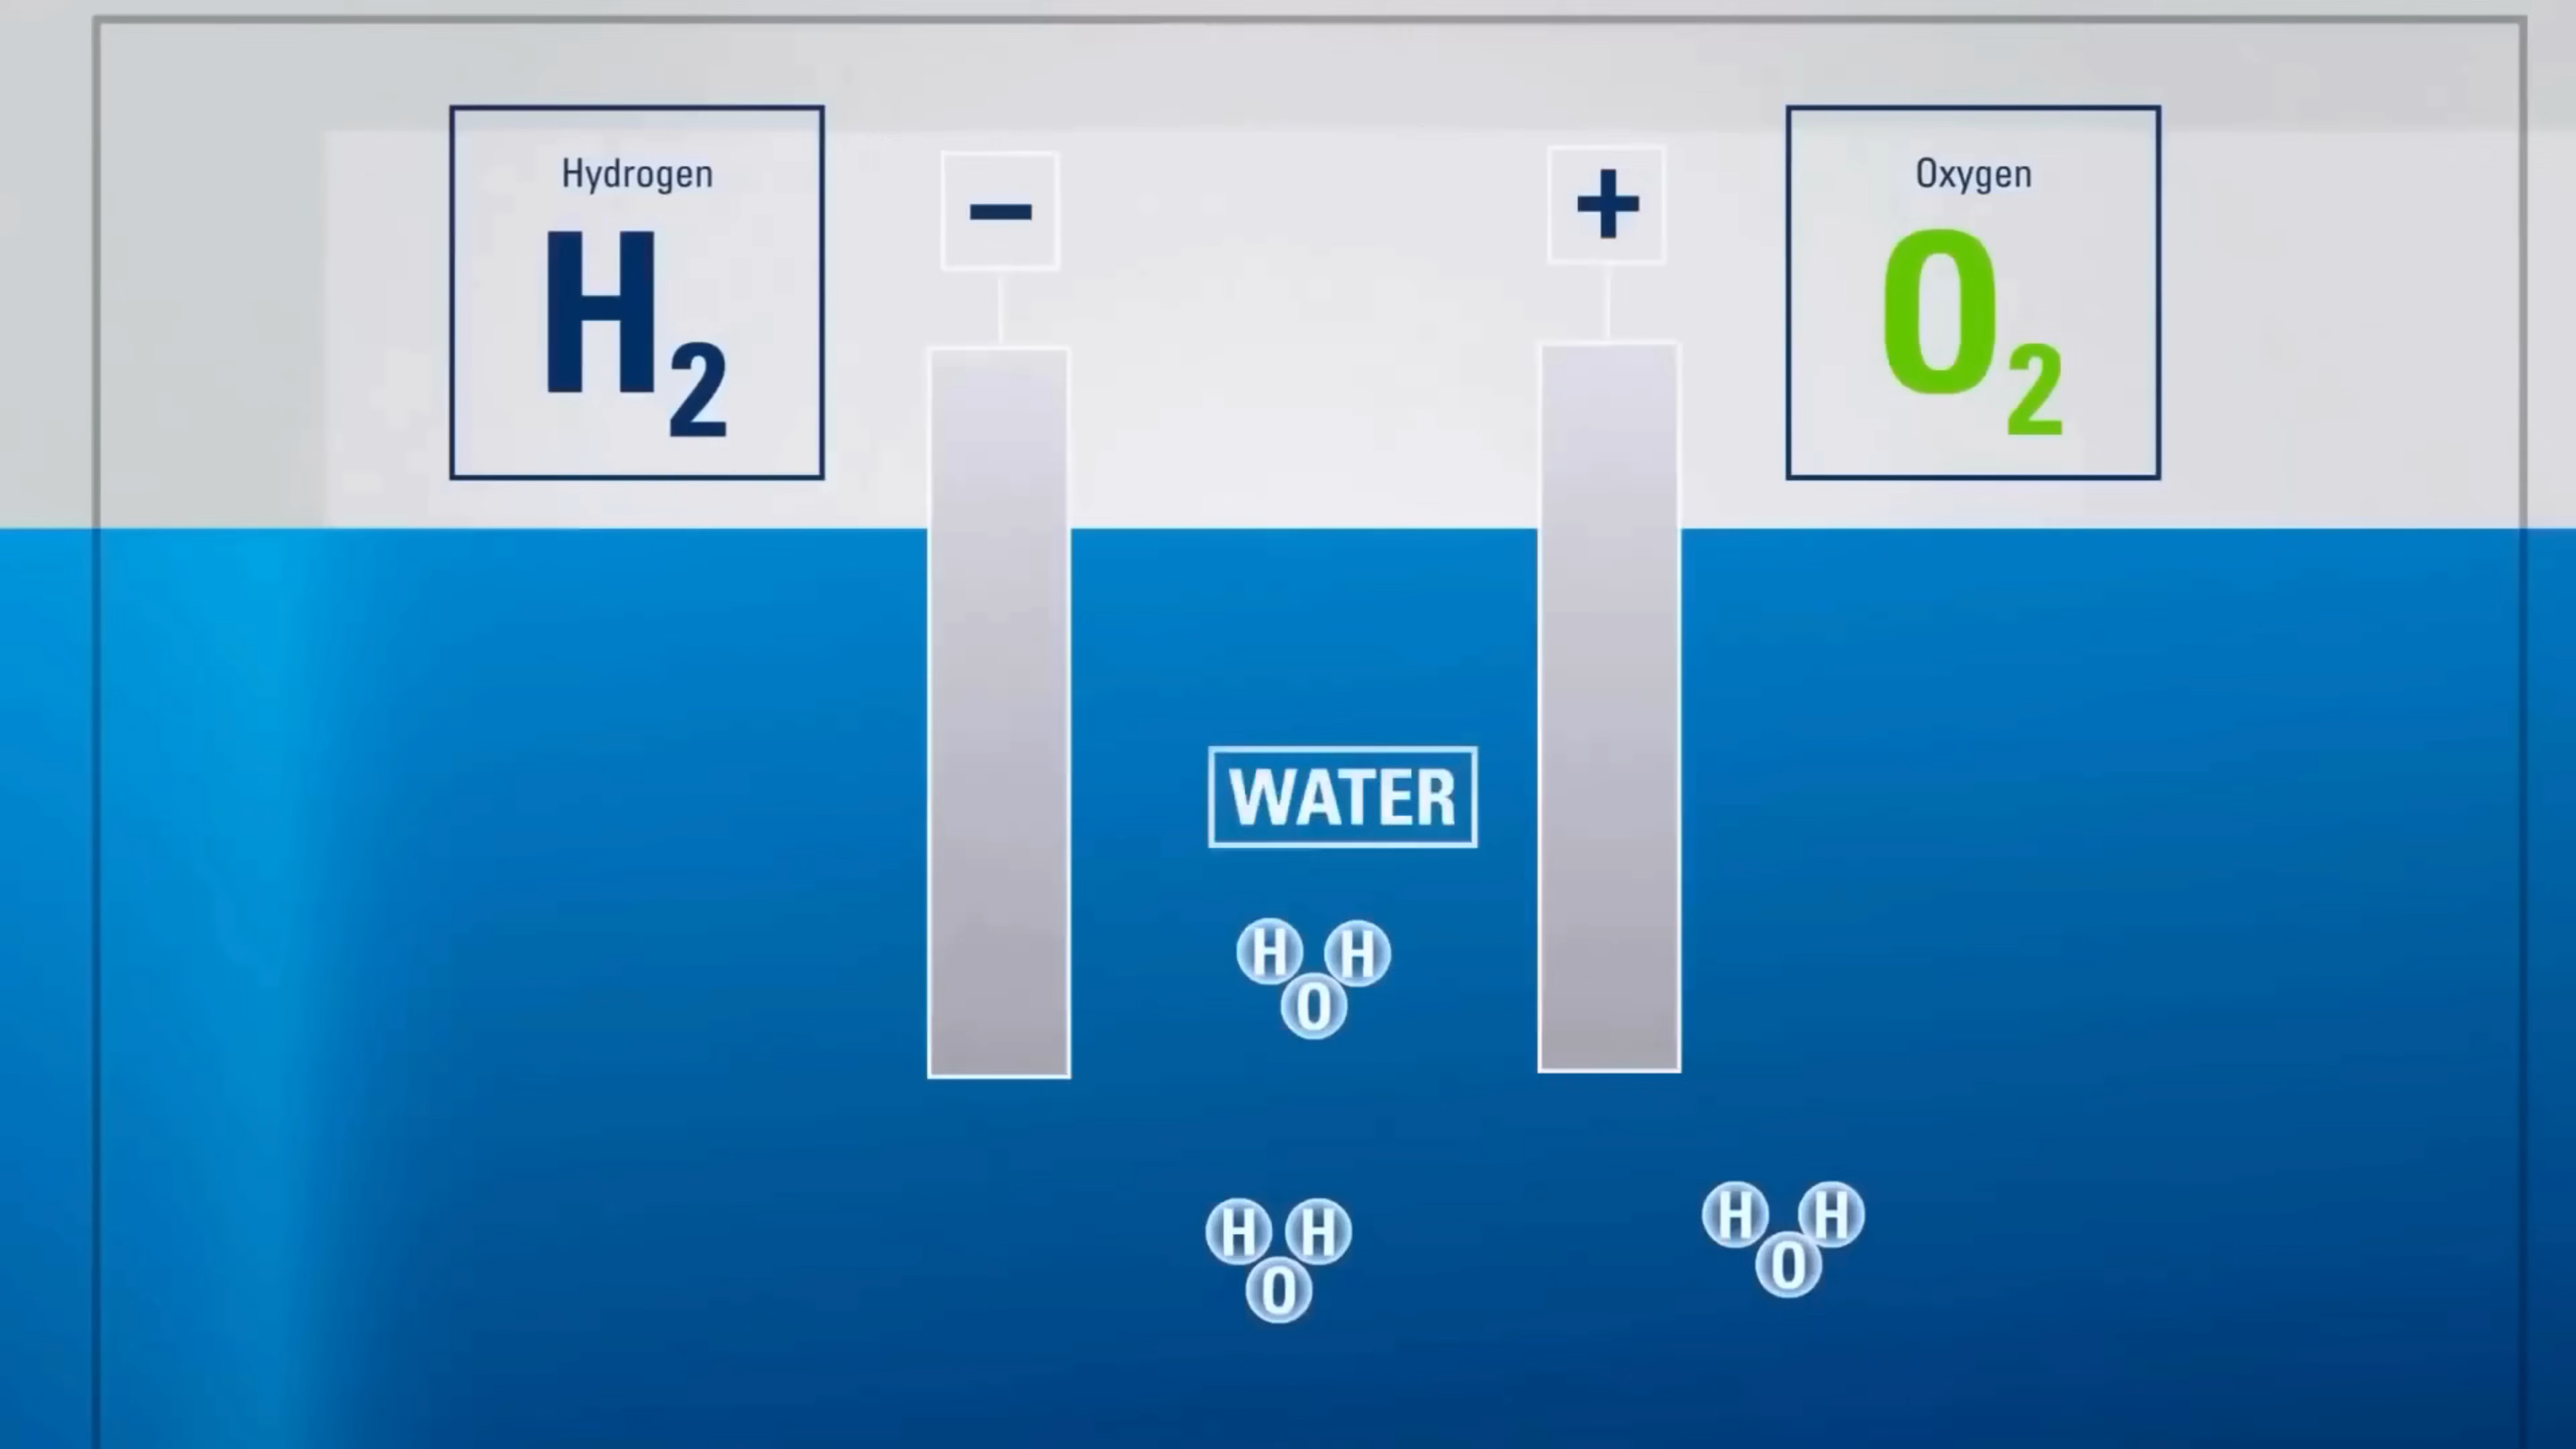 Hydrogen
H2
−
+
Oxygen
O2
WATER
H H
O
H H
O
H H
O